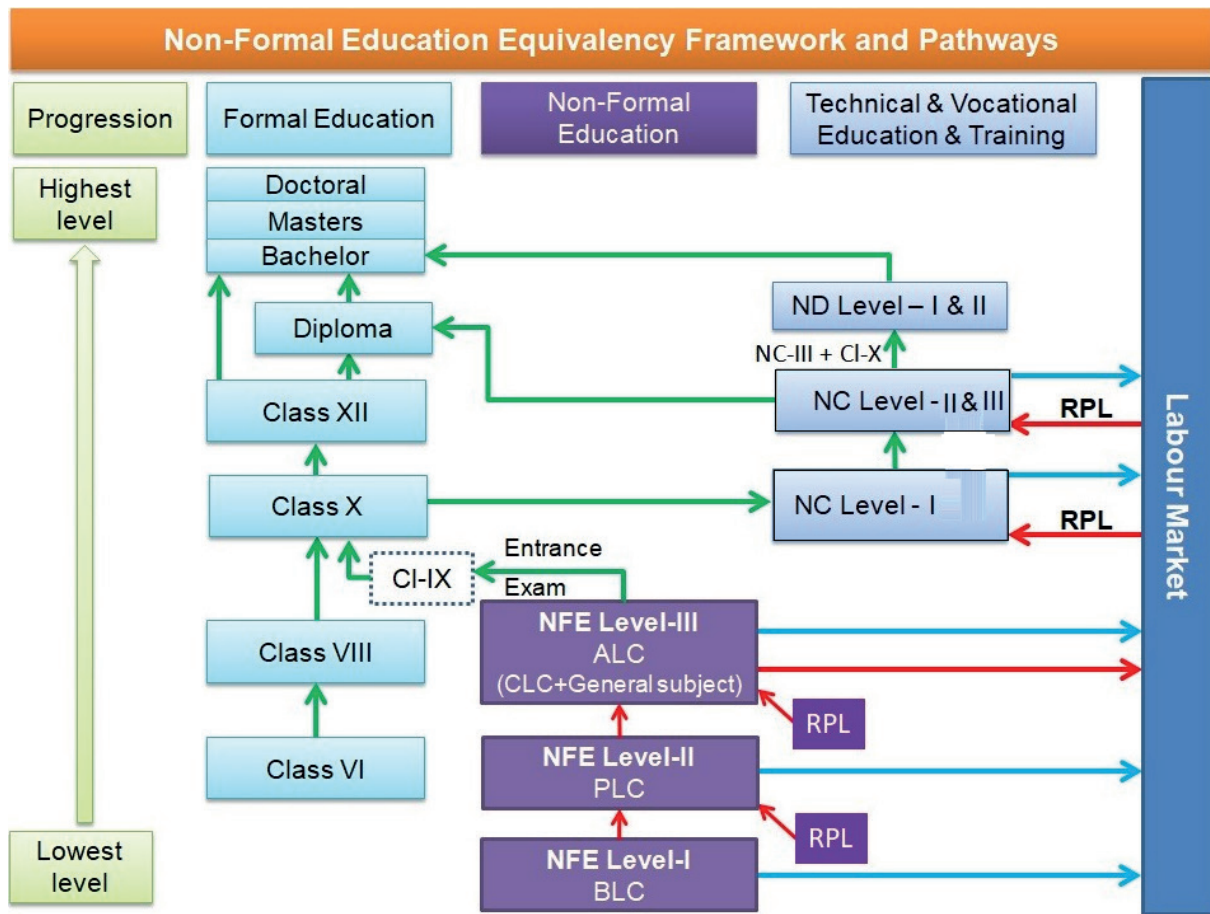 Non-Formal Education Equivalency Framework and Pathways
Progression
Formal Education
Non-Formal
Education
Technical & Vocational
Education & Training
Highest
level
Doctoral
Masters
Bachelor
ND Level – I & II
Diploma
NC-III + Cl-X
Class XII
NC Level - II & III
RPL
Class X
NC Level - I
RPL
Labour Market
Entrance
Exam
Cl-IX
NFE Level-III
ALC
(CLC+General subject)
Class VIII
RPL
Class VI
NFE Level-II
PLC
RPL
Lowest
level
NFE Level-I
BLC